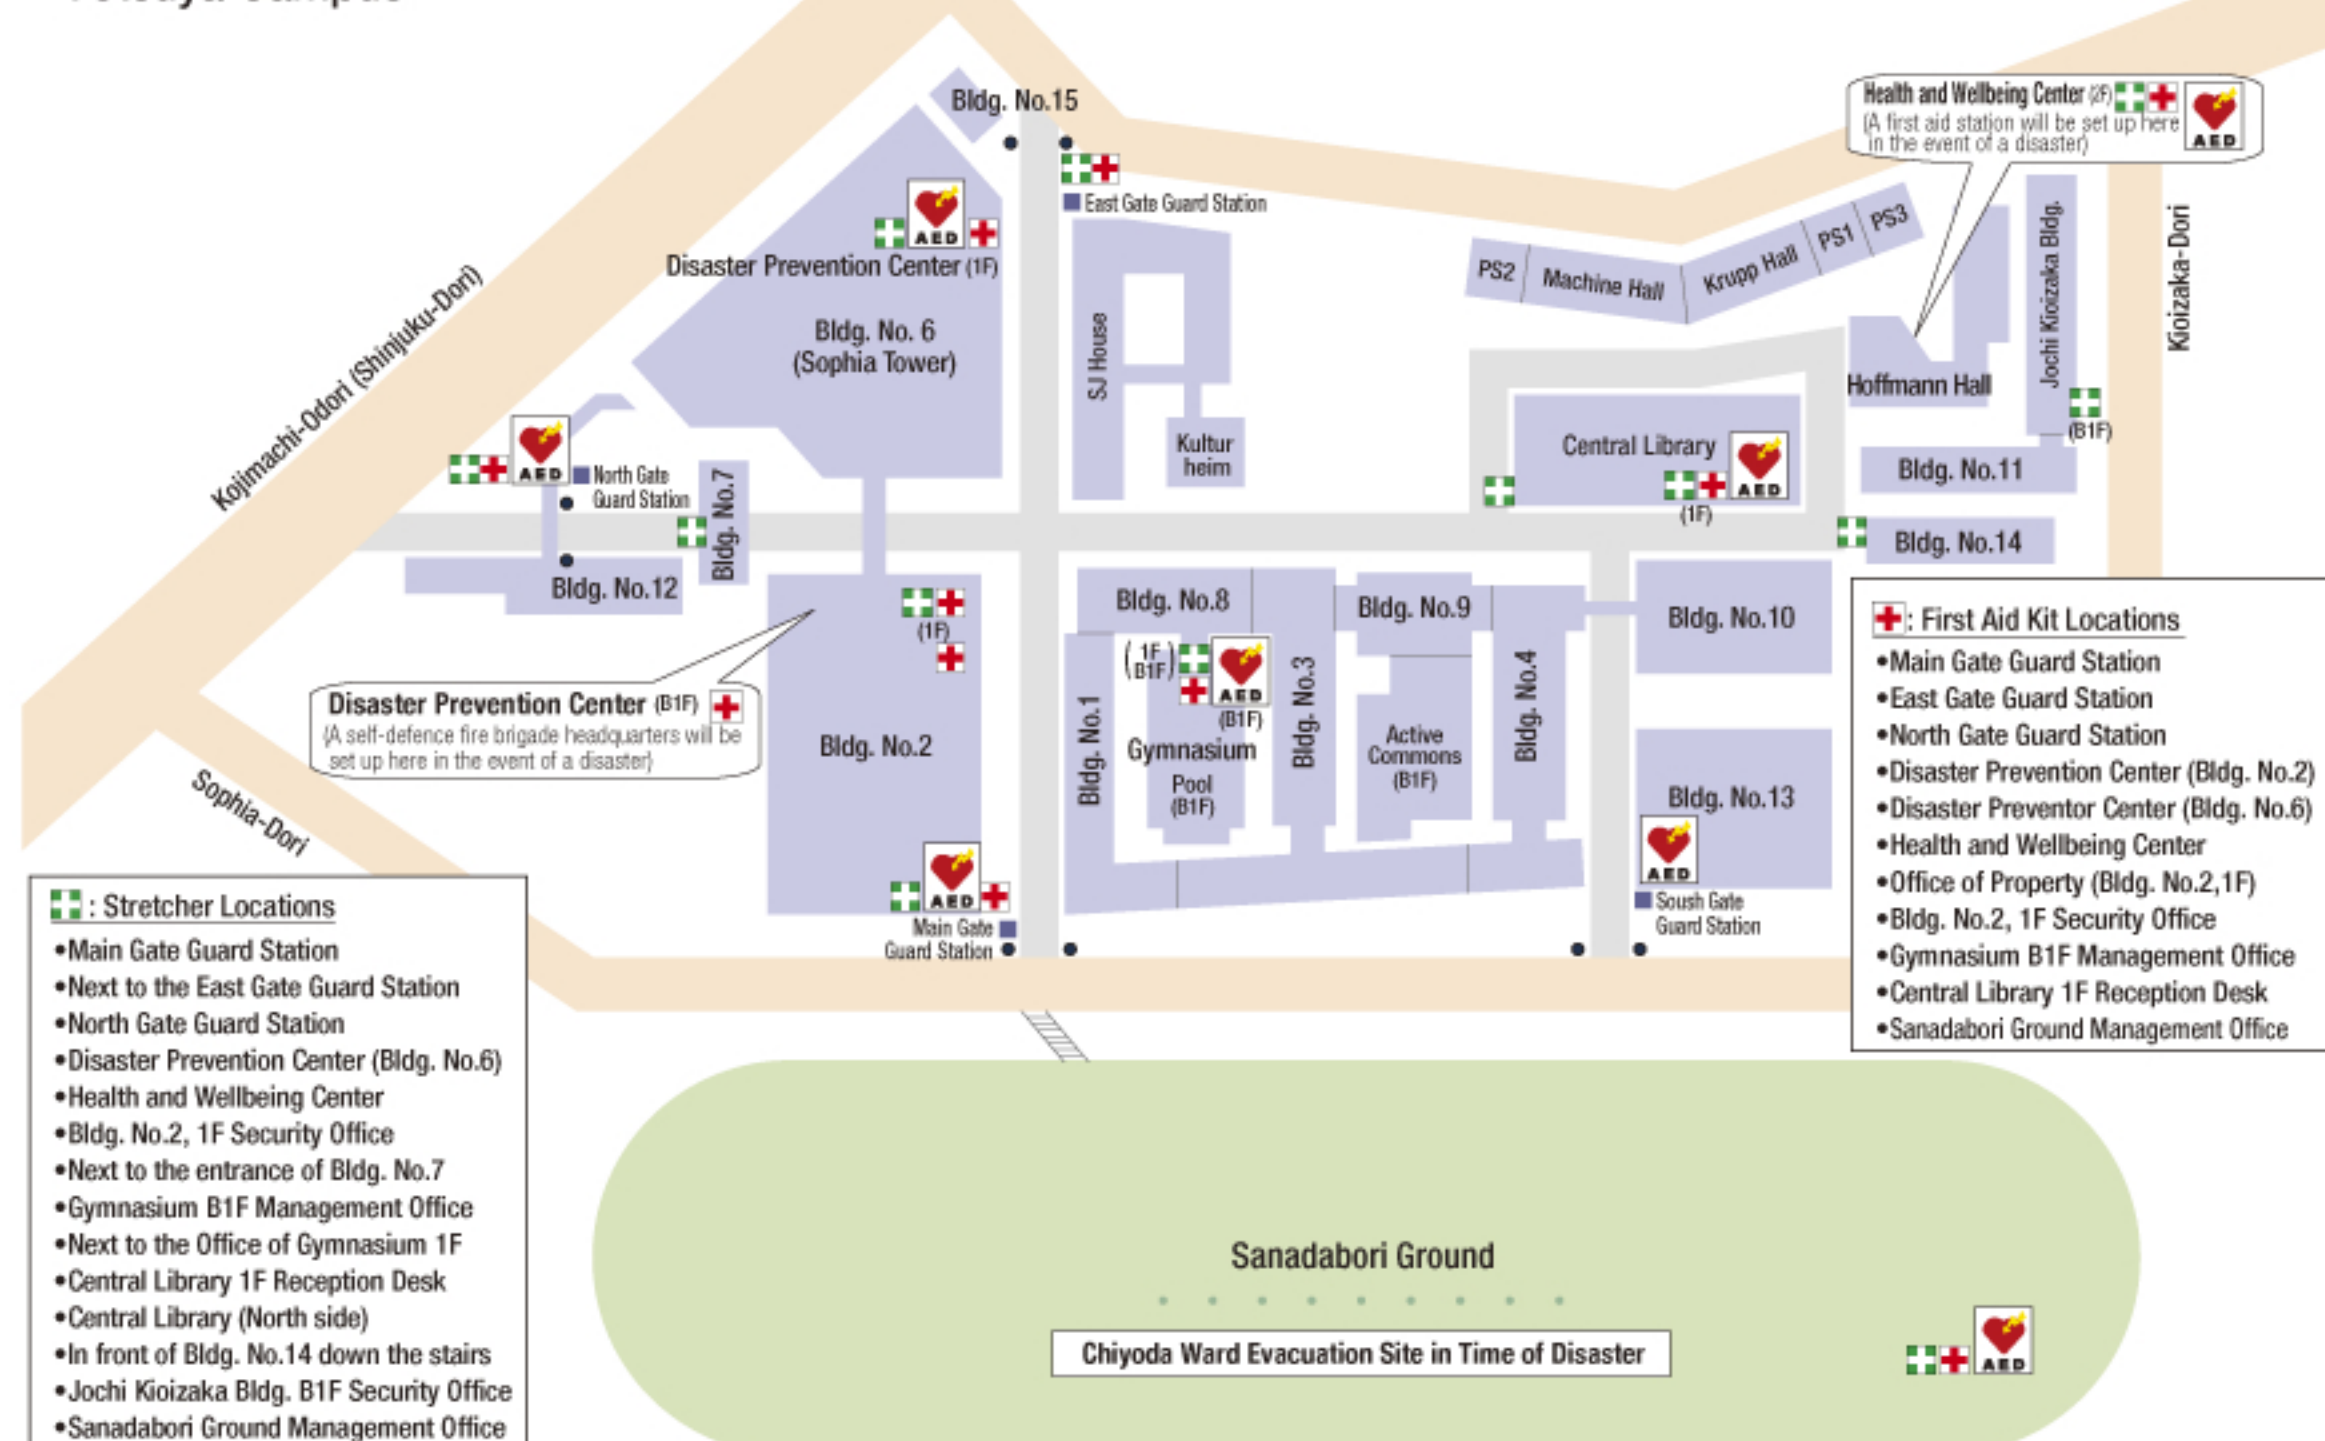 Bldg. No.15
Health and Wellbeing Center (2F)
AED
(A first aid station will be set up here
in the event of a disaster)
East Gate Guard Station
AED
Disaster Prevention Center (1F)
Bldg. No. 6
(Sophia Tower)
Kojimachi-Odori (Shinjuku-Dori)
SJ House
Kultur
heim
PS2
Machine Hall
Krupp Hall
PS1
PS3
Jochi Kioizaka Bldg.
Kioizaka-Dori
Hoffmann Hall
(B1F)
Central Library
AED
(1F)
Bldg. No.11
Bldg. No.14
AED
North Gate
Guard Station
Bldg. No.7
Bldg. No.12
(1F)
Disaster Prevention Center (B1F)
(A self-defence fire brigade headquarters will be
set up here in the event of a disaster)
Bldg. No.2
Bldg. No.8
Bldg. No.9
Bldg. No.10
(1F
B1F)
AED
(B1F)
Bldg. No.1
Gymnasium
Pool
(B1F)
Bldg. No.3
Active
Commons
(B1F)
Bldg. No.4
Bldg. No.13
AED
Soush Gate
Guard Station
Sophia-Dori
AED
Main Gate
Guard Station
: First Aid Kit Locations
•Main Gate Guard Station
•East Gate Guard Station
•North Gate Guard Station
•Disaster Prevention Center (Bldg. No.2)
•Disaster Preventor Center (Bldg. No.6)
•Health and Wellbeing Center
•Office of Property (Bldg. No.2,1F)
•Bldg. No.2, 1F Security Office
•Gymnasium B1F Management Office
•Central Library 1F Reception Desk
•Sanadabori Ground Management Office
: Stretcher Locations
•Main Gate Guard Station
•Next to the East Gate Guard Station
•North Gate Guard Station
•Disaster Prevention Center (Bldg. No.6)
•Health and Wellbeing Center
•Bldg. No.2, 1F Security Office
•Next to the entrance of Bldg. No.7
•Gymnasium B1F Management Office
•Next to the Office of Gymnasium 1F
•Central Library 1F Reception Desk
•Central Library (North side)
•In front of Bldg. No.14 down the stairs
•Jochi Kioizaka Bldg. B1F Security Office
•Sanadabori Ground Management Office
Sanadabori Ground
Chiyoda Ward Evacuation Site in Time of Disaster
AED